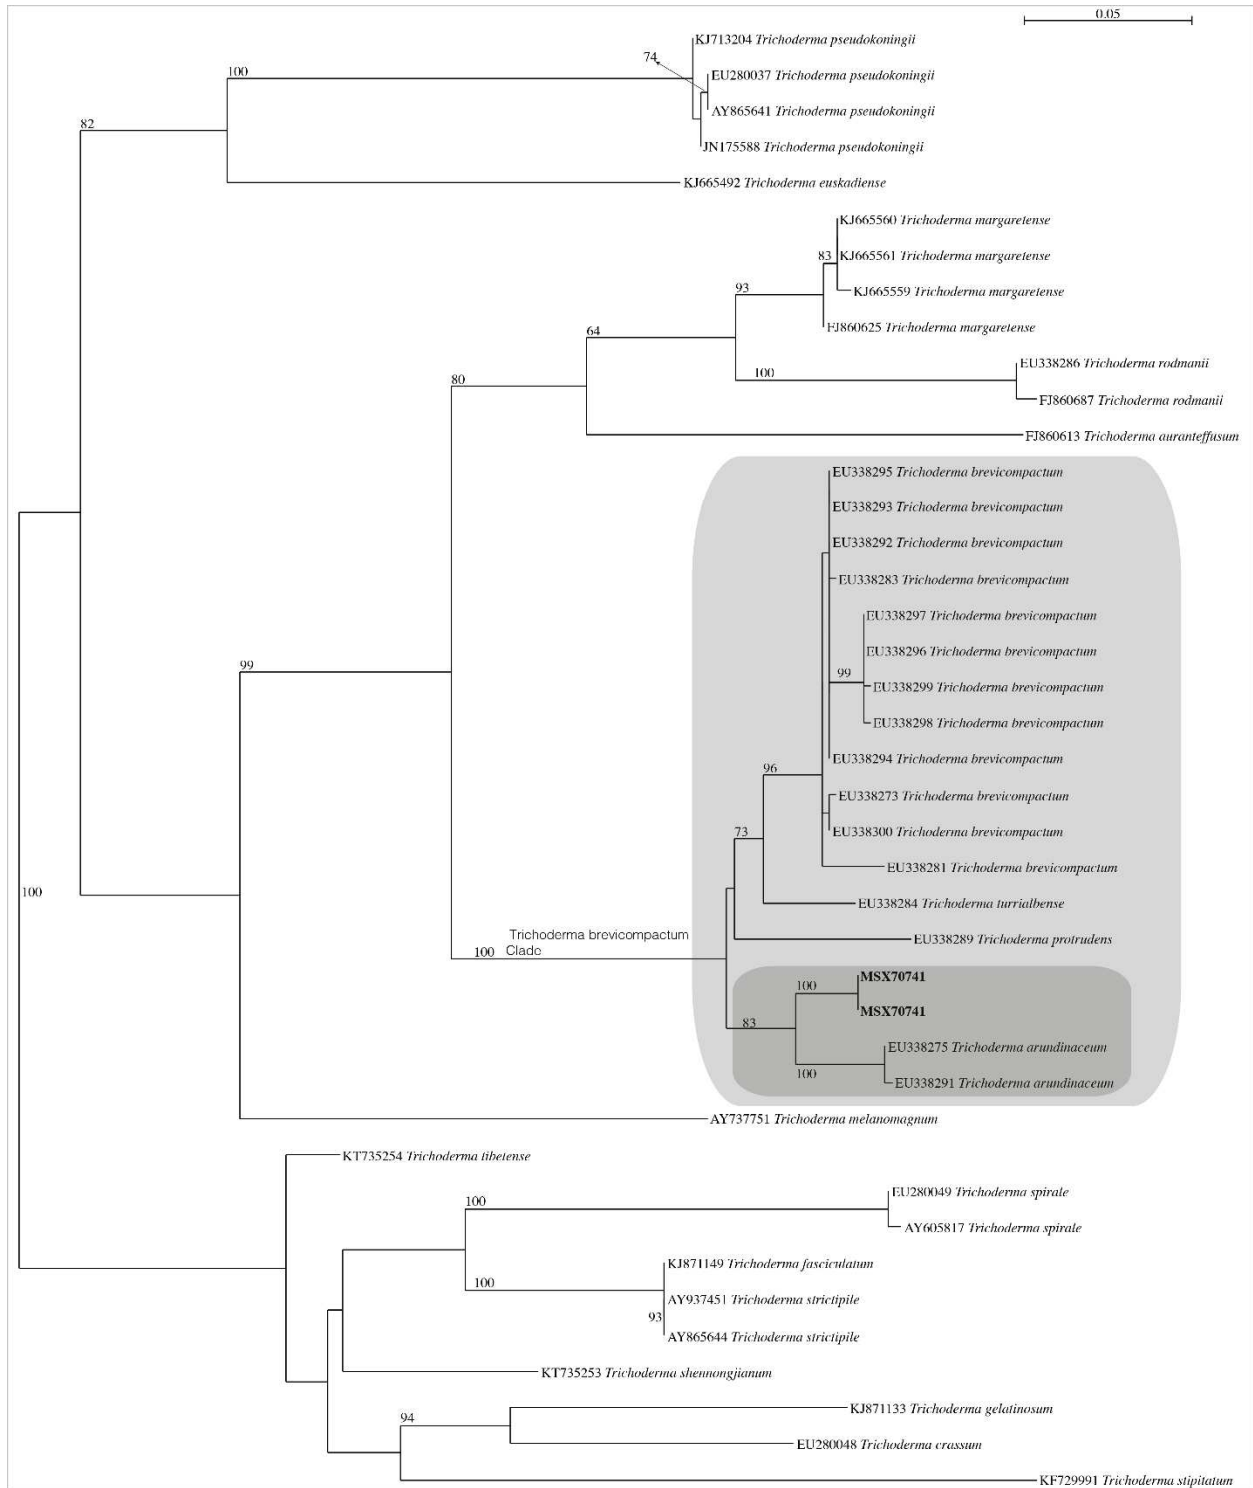 0.05
KJ713204 Trichoderma pseudokoningii
74
100
EU280037 Trichoderma pseudokoningii
AY865641 Trichoderma pseudokoningii
82
JN175588 Trichoderma pseudokoningii
KJ665492 Trichoderma euskadiense
KJ665560 Trichoderma margaretense
83
KJ665561 Trichoderma margaretense
93
KJ665559 Trichoderma margaretense
64
FJ860625 Trichoderma margaretense
EU338286 Trichoderma rodmanii
80
100
FJ860687 Trichoderma rodmanii
FJ860613 Trichoderma auranteffusum
EU338295 Trichoderma brevicompactum
EU338293 Trichoderma brevicompactum
EU338292 Trichoderma brevicompactum
EU338283 Trichoderma brevicompactum
EU338297 Trichoderma brevicompactum
EU338296 Trichoderma brevicompactum
99
99
EU338299 Trichoderma brevicompactum
EU338298 Trichoderma brevicompactum
EU338294 Trichoderma brevicompactum
96
EU338273 Trichoderma brevicompactum
73
EU338300 Trichoderma brevicompactum
EU338281 Trichoderma brevicompactum
100
EU338284 Trichoderma turrialbense
Trichoderma brevicompactum
EU338289 Trichoderma protrudens
100
Clade
MSX70741
100
MSX70741
83
EU338275 Trichoderma arundinaceum
100
EU338291 Trichoderma arundinaceum
AY737751 Trichoderma melanomagnum
KT735254 Trichoderma tibetense
EU280049 Trichoderma spirale
100
AY605817 Trichoderma spirale
KJ871149 Trichoderma fasciculatum
100
AY937451 Trichoderma strictipile
93
AY865644 Trichoderma strictipile
KT735253 Trichoderma shennongjianum
KJ871133 Trichoderma gelatinosum
94
EU280048 Trichoderma crassum
KF729991 Trichoderma stipitatum